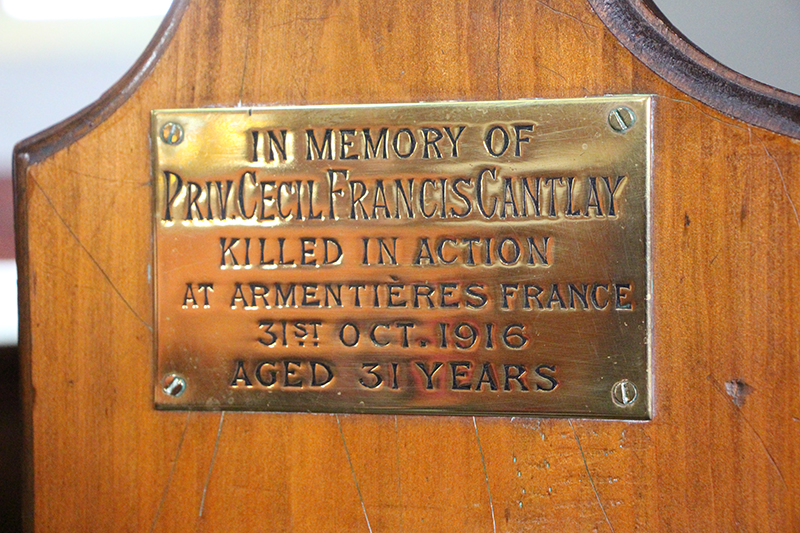 IN MEMORY OF
PRIV. CECIL FRANCIS CANTLAY
KILLED IN ACTION
AT ARMENTIÈRES FRANCE
31ST OCT. 1916
AGED 31 YEARS